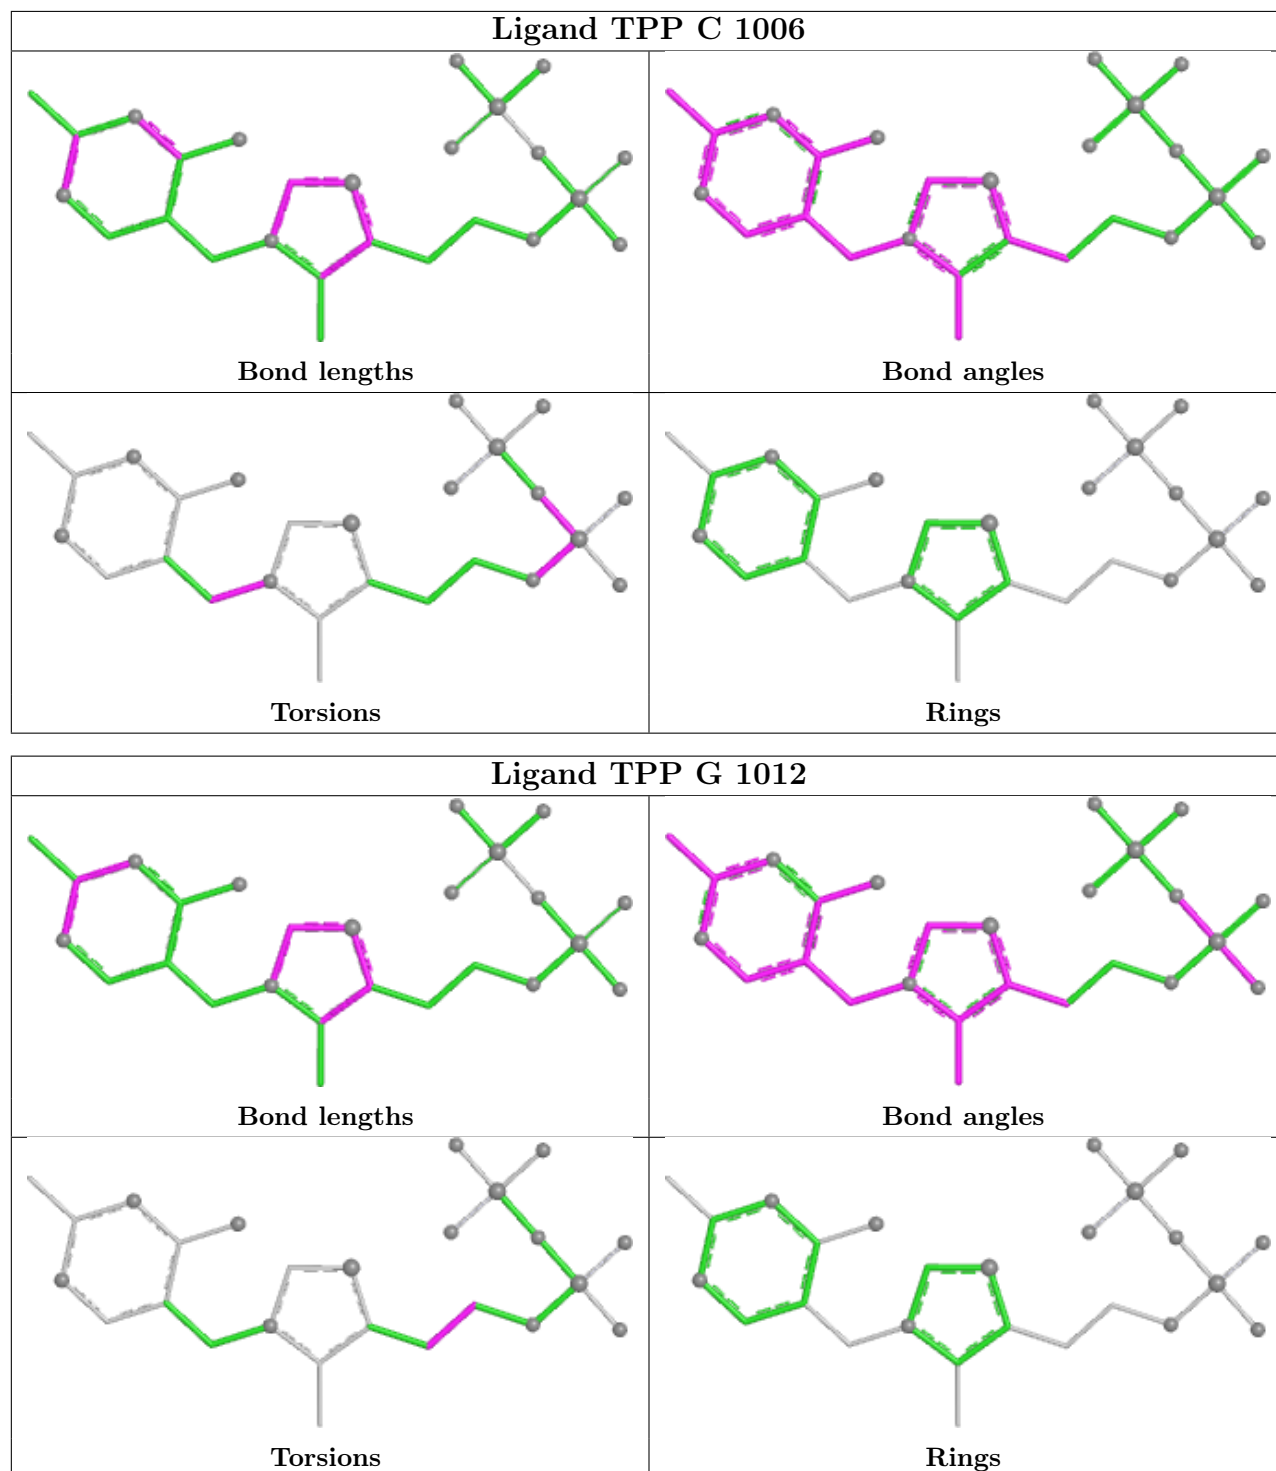 Ligand TPP C 1006
Bond lengths
Bond angles
Torsions
Rings
Ligand TPP G 1012
Bond lengths
Bond angles
Torsions
Rings